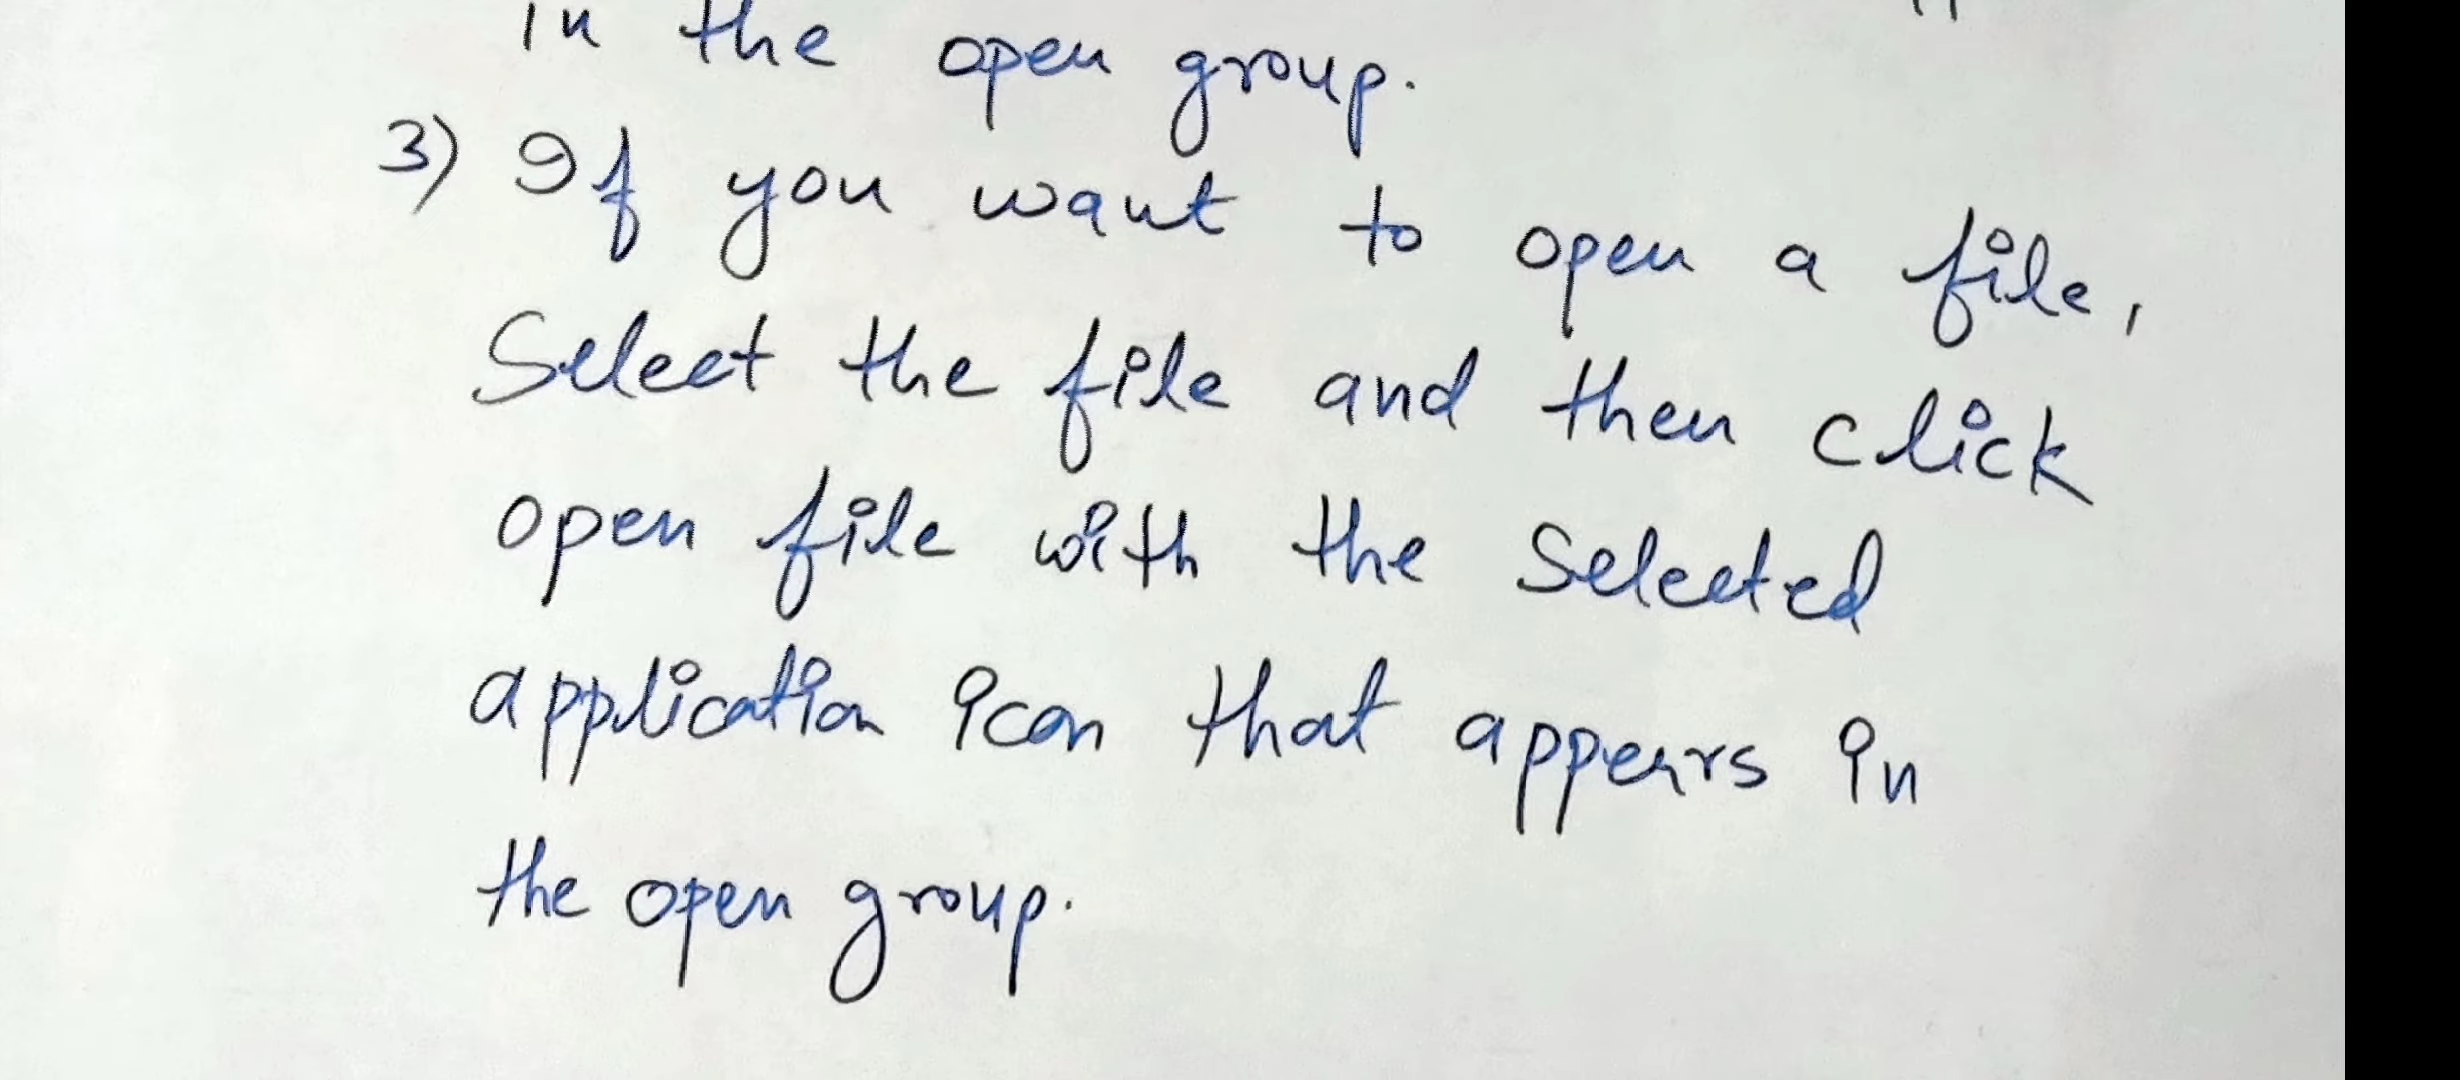 in the open group.
3) If you want to open a file,
Select the file and then click
open file with the Selected
application icon that appears in
the open group.